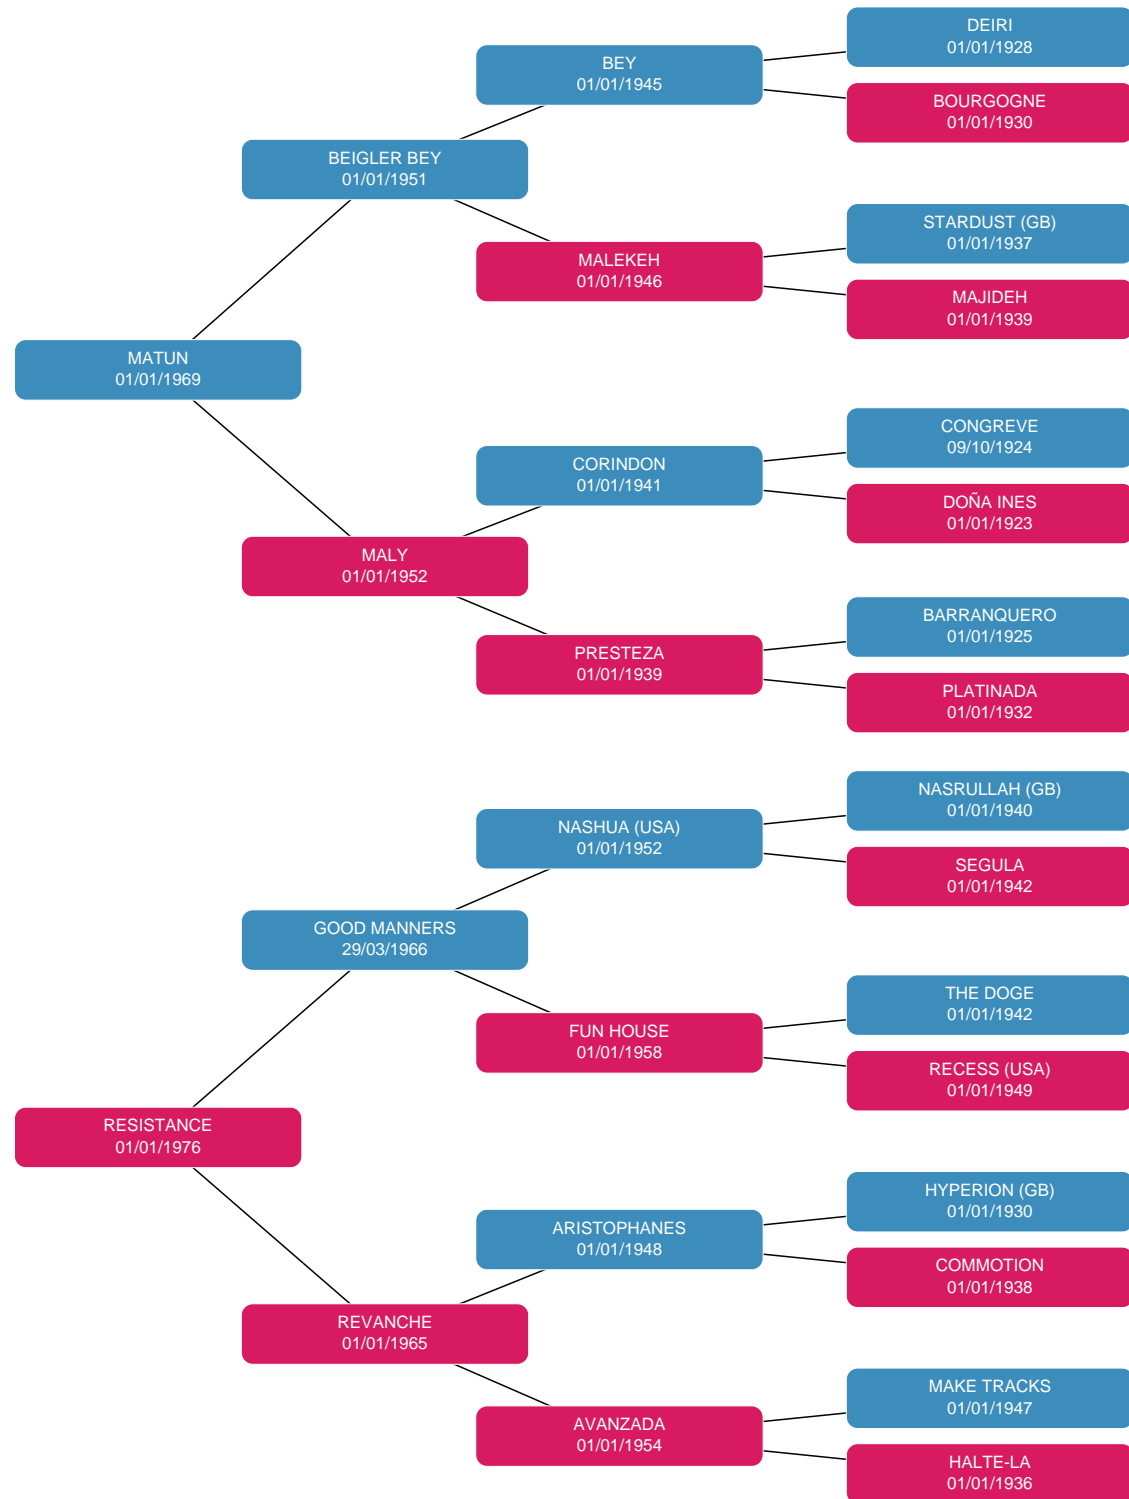 DEIRI
01/01/1928
BEY
01/01/1945
BOURGOGNE
01/01/1930
BEIGLER BEY
01/01/1951
STARDUST (GB)
01/01/1937
MALEKEH
01/01/1946
MAJIDEH
01/01/1939
MATUN
01/01/1969
CONGREVE
09/10/1924
CORINDON
01/01/1941
DOÑA INES
01/01/1923
MALY
01/01/1952
BARRANQUERO
01/01/1925
PRESTEZA
01/01/1939
PLATINADA
01/01/1932
NASRULLAH (GB)
01/01/1940
NASHUA (USA)
01/01/1952
SEGULA
01/01/1942
GOOD MANNERS
29/03/1966
THE DOGE
01/01/1942
FUN HOUSE
01/01/1958
RECESS (USA)
01/01/1949
RESISTANCE
01/01/1976
HYPERION (GB)
01/01/1930
ARISTOPHANES
01/01/1948
COMMOTION
01/01/1938
REVANCHE
01/01/1965
MAKE TRACKS
01/01/1947
AVANZADA
01/01/1954
HALTE-LA
01/01/1936